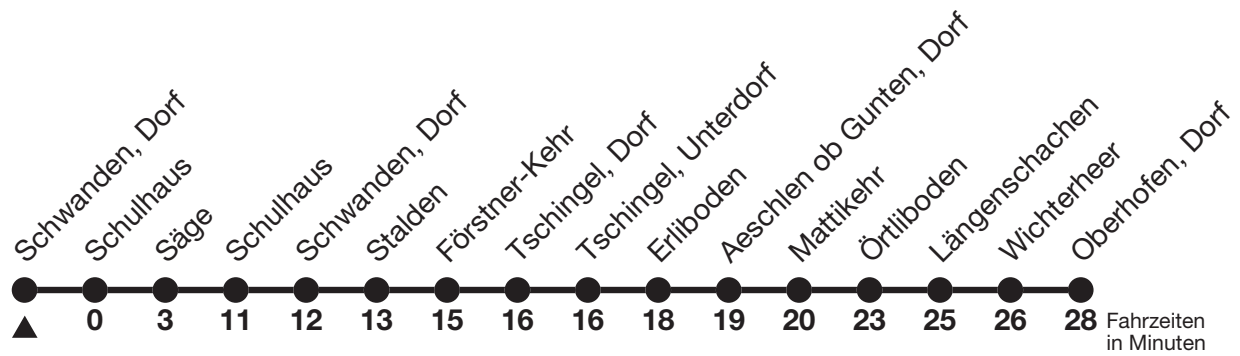 Schwanden, Dorf
Schulhaus
Säge
Schulhaus
Schwanden, Dorf
Stalden
Förstner-Kehr
Tschingel, Dorf
Tschingel, Unterdorf
Erliboden
Aeschlen ob Gunten, Dorf
Mattikehr
Örtliboden
Längenschachen
Wichterheer
Oberhofen, Dorf
0 3 11 12 13 15 16 16 18 19 20 23 25 26 28 Fahrzeiten
in Minuten